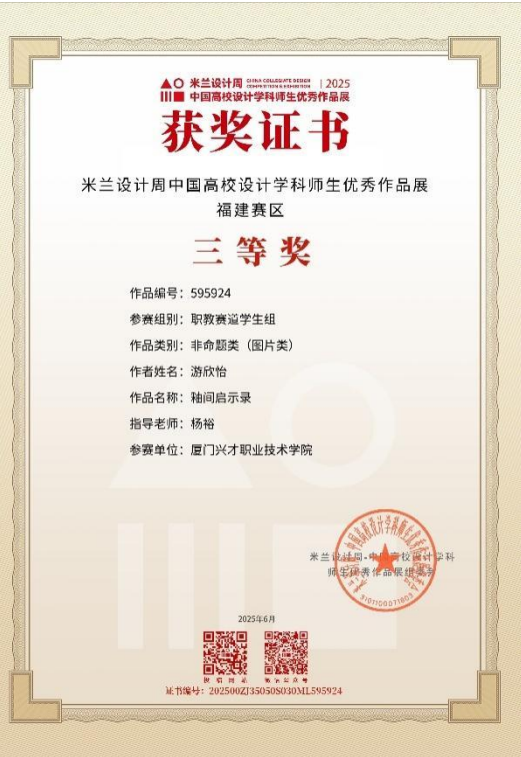 米兰设计周 CHINA COLLEGIATE DESIGN COMPETITION & EXHIBITION | 2025
中国高校设计学科师生优秀作品展
获奖证书
米兰设计周中国高校设计学科师生优秀作品展
福建赛区
三等奖
作品编号：595924
参赛组别：职教赛道学生组
作品类别：非命题类（图片类）
作者姓名：游欣怡
作品名称：釉间启示录
指导老师：杨裕
参赛单位：厦门兴才职业技术学院
米兰设计周-中国高校设计学科
师生优秀作品展组委会
2025年6月
证书编号：202500ZJ35050S030ML595924